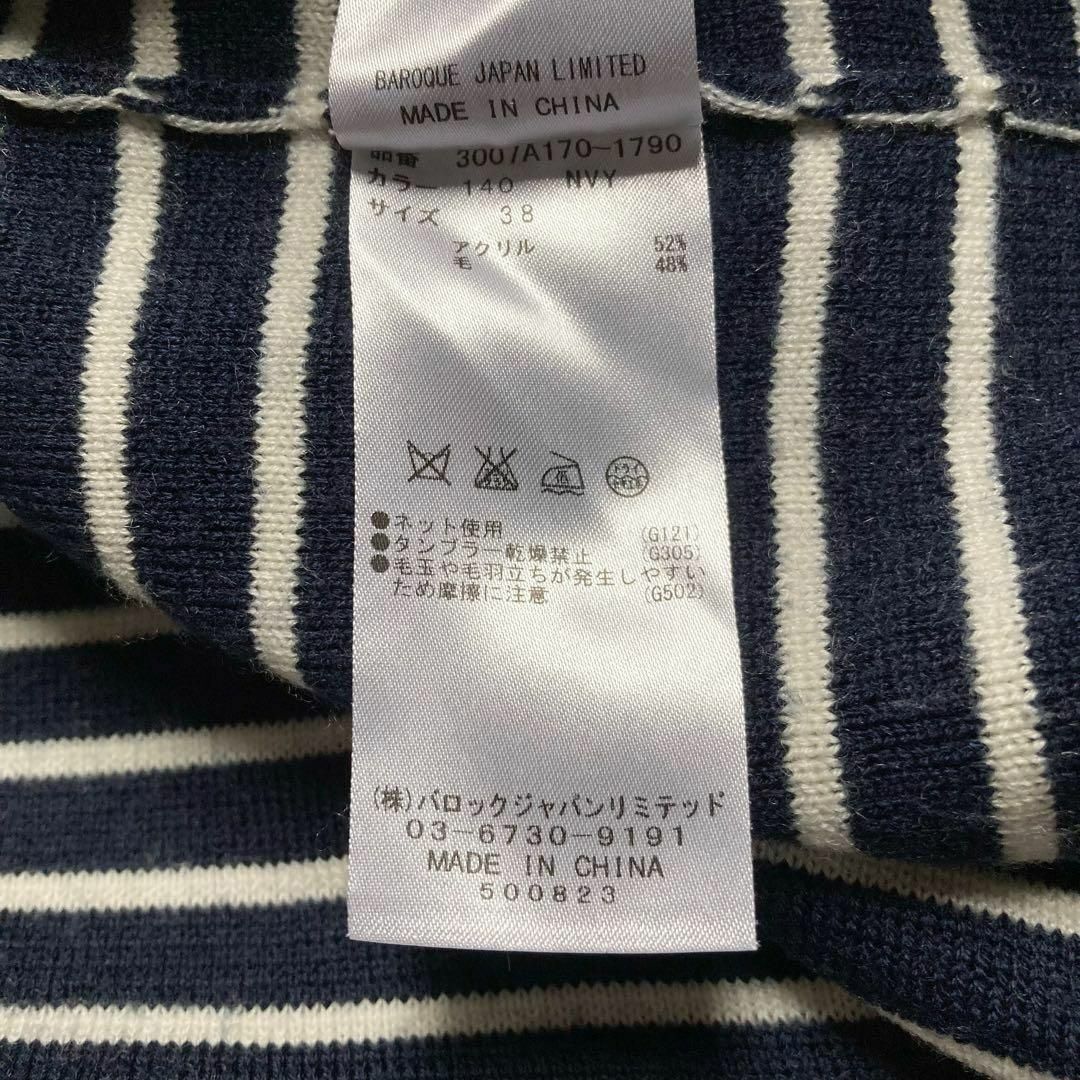 BAROQUE JAPAN LIMITED
MADE IN CHINA
品番 3007A170-1790
カラー 140 NVY
サイズ 38
アクリル 52%
毛 48%
●ネット使用 (G121)
●タンブラー乾燥禁止 (G305)
●毛玉や毛羽立ちが発生しやすい
ため摩擦に注意 (G502)
(株)バロックジャパンリミテッド
03-6730-9191
MADE IN CHINA
500823